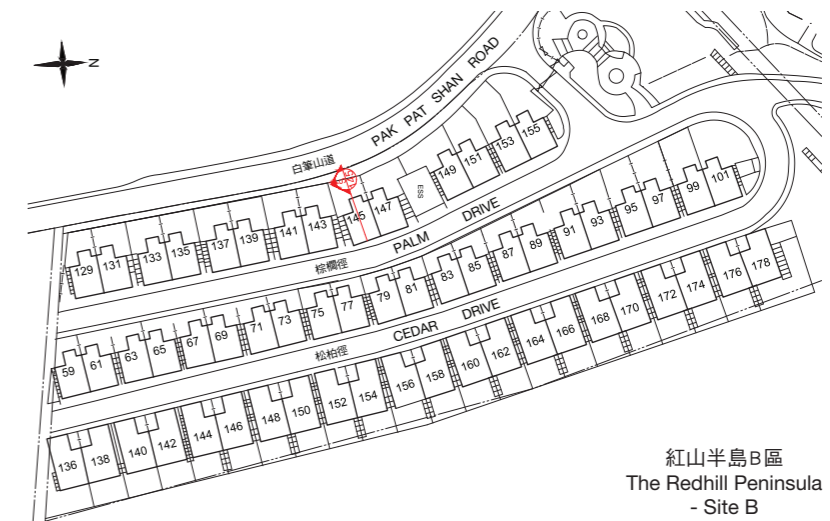 N
PAK PAT SHAN ROAD
白筆山道
153 155
149 151
ESS
145 147
141 143
137 139
133 135
129 131
PALM DRIVE
棕櫚徑
99 101
95 97
91 93
87 89
83 85
79 81
75 77
71 73
67 69
63 65
59 61
CEDAR DRIVE
松柏徑
176 178
172 174
168 170
164 166
160 162
156 158
152 154
148 150
144 146
140 142
136 138
紅山半島B區
The Redhill Peninsula
- Site B